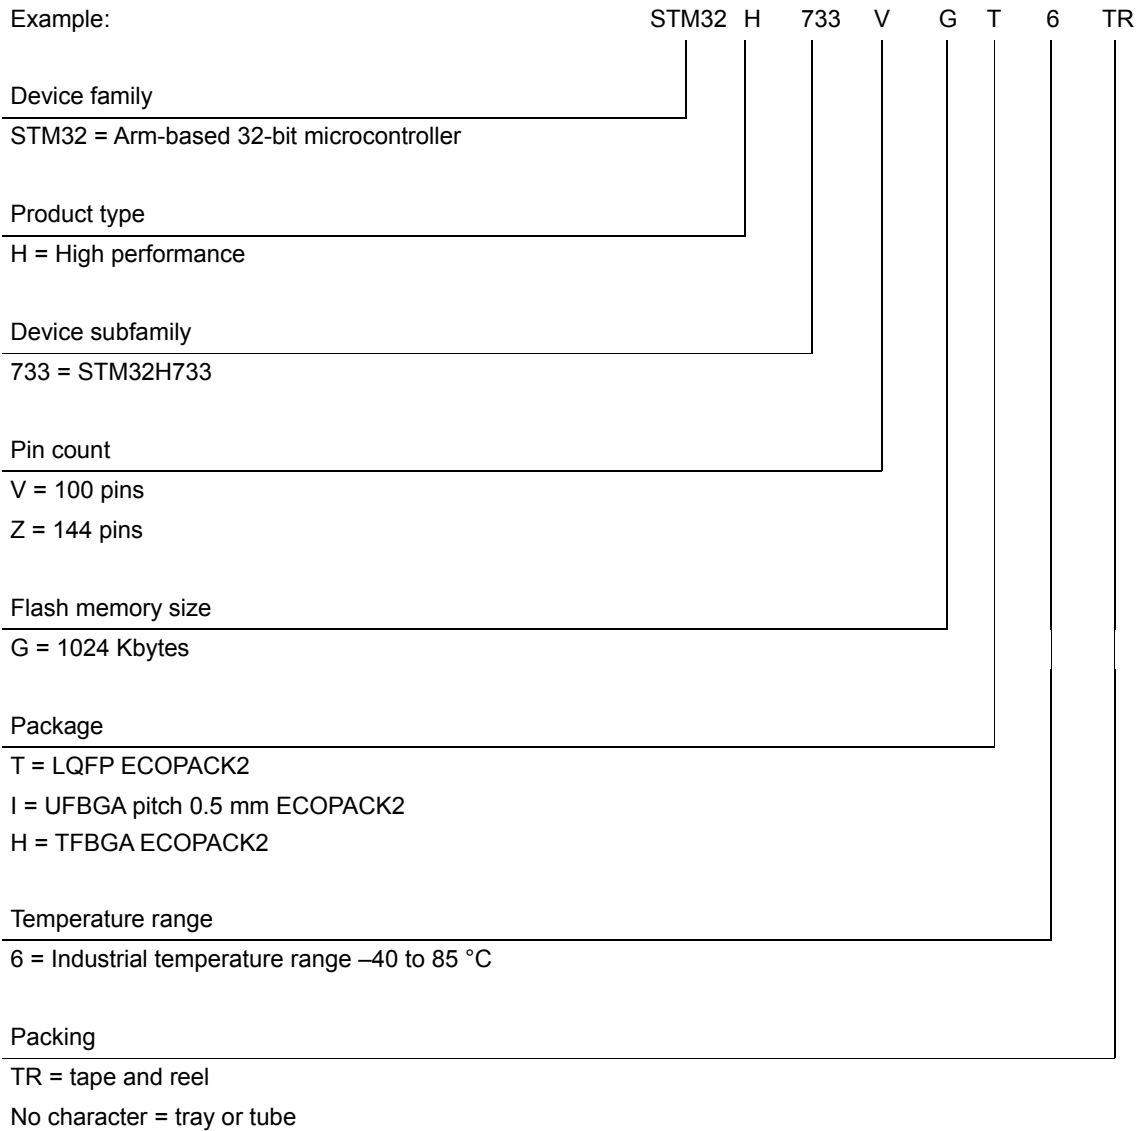 Example: STM32 H 733 V G T 6 TR
Device family
STM32 = Arm-based 32-bit microcontroller
Product type
H = High performance
Device subfamily
733 = STM32H733
Pin count
V = 100 pins
Z = 144 pins
Flash memory size
G = 1024 Kbytes
Package
T = LQFP ECOPACK2
I = UFBGA pitch 0.5 mm ECOPACK2
H = TFBGA ECOPACK2
Temperature range
6 = Industrial temperature range –40 to 85 °C
Packing
TR = tape and reel
No character = tray or tube